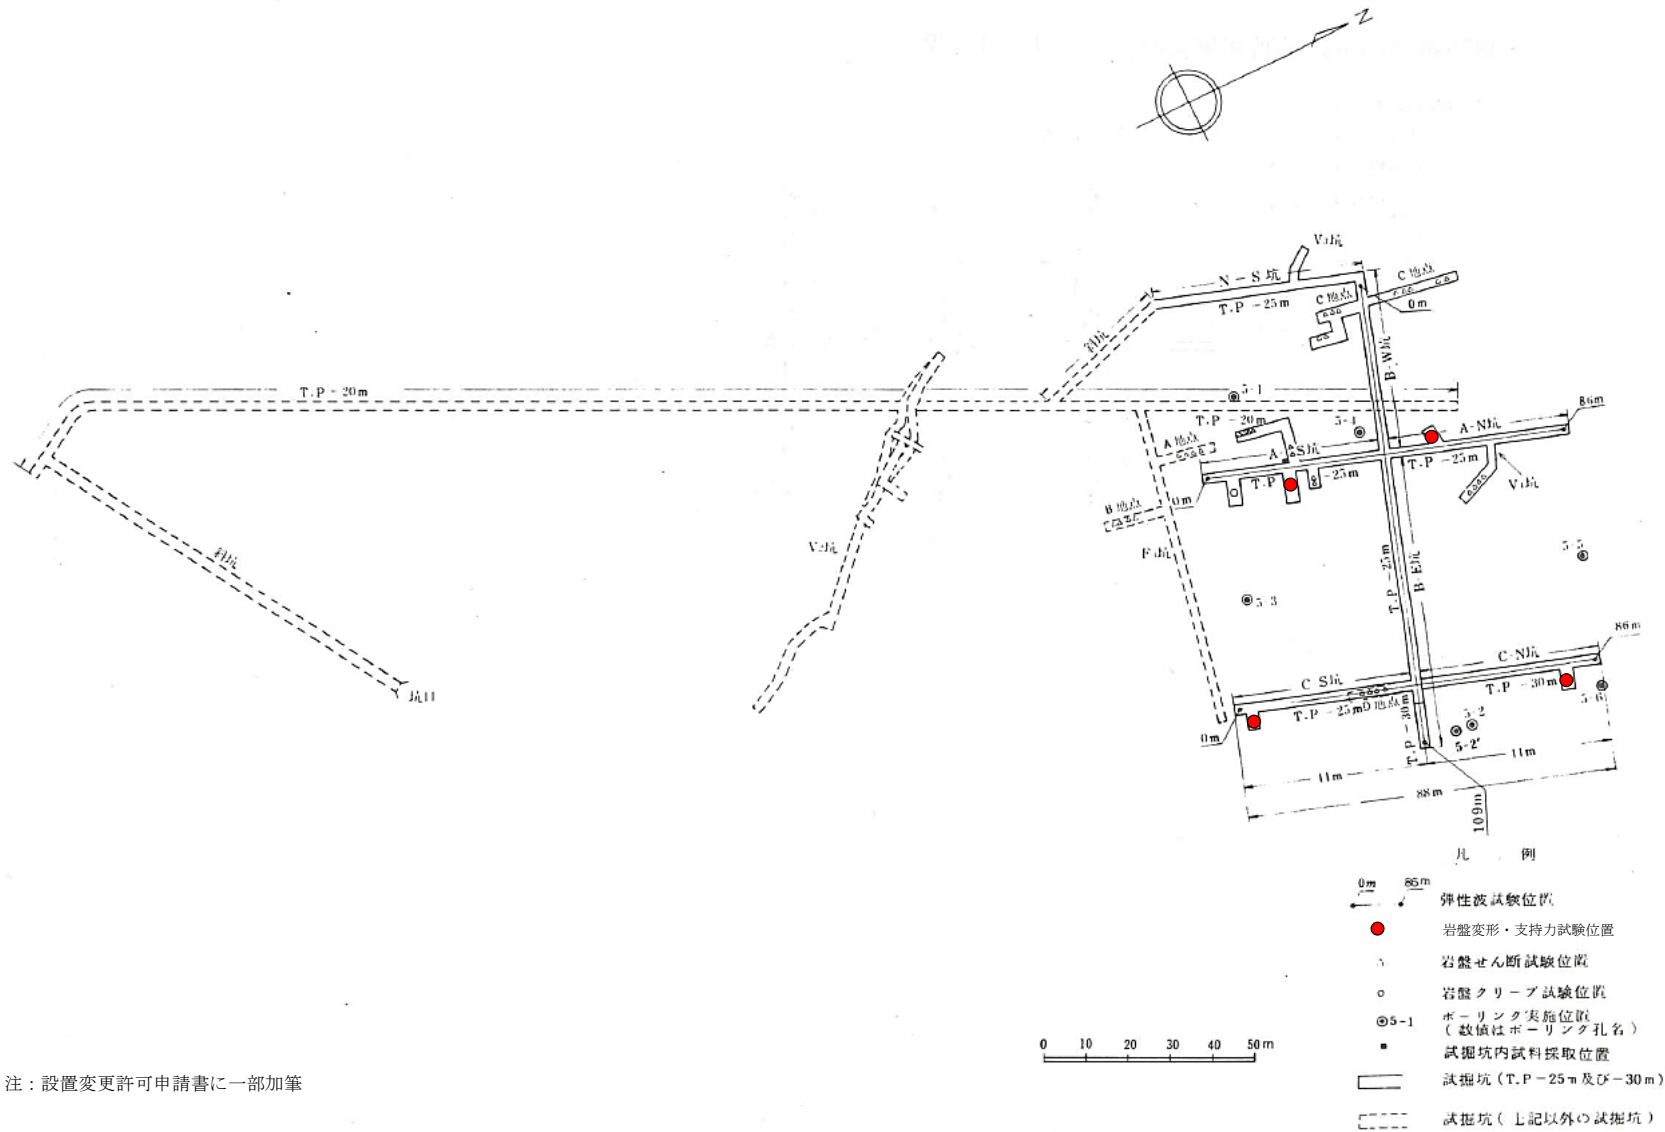 N
V3坑
N-S坑
T.P-25m
C地点
C地点
0m
斜坑
B-W坑
T.P-20m
5-1
86m
T.P-20m
5-4
A-N坑
A地点
A-S坑
T.P-25m
T.P-25m
V1坑
B地点
0m
V2坑
F坑
5-5
斜坑
T.P-25m
B-E坑
5-3
86m
C-N坑
C-S坑
T.P-30m
坑口
T.P-25m
D地点
T.P-30m
5-6
5-2
5-2'
0m
88m
109m
凡例
0m 86m 弾性波試験位置
岩盤変形・支持力試験位置
岩盤せん断試験位置
岩盤クリープ試験位置
5-1 ボーリング実施位置
(数値はボーリング孔名)
試掘坑内試料採取位置
試掘坑(T.P-25m及び-30m)
試掘坑(上記以外の試掘坑)
0 10 20 30 40 50m
注：設置変更許可申請書に一部加筆